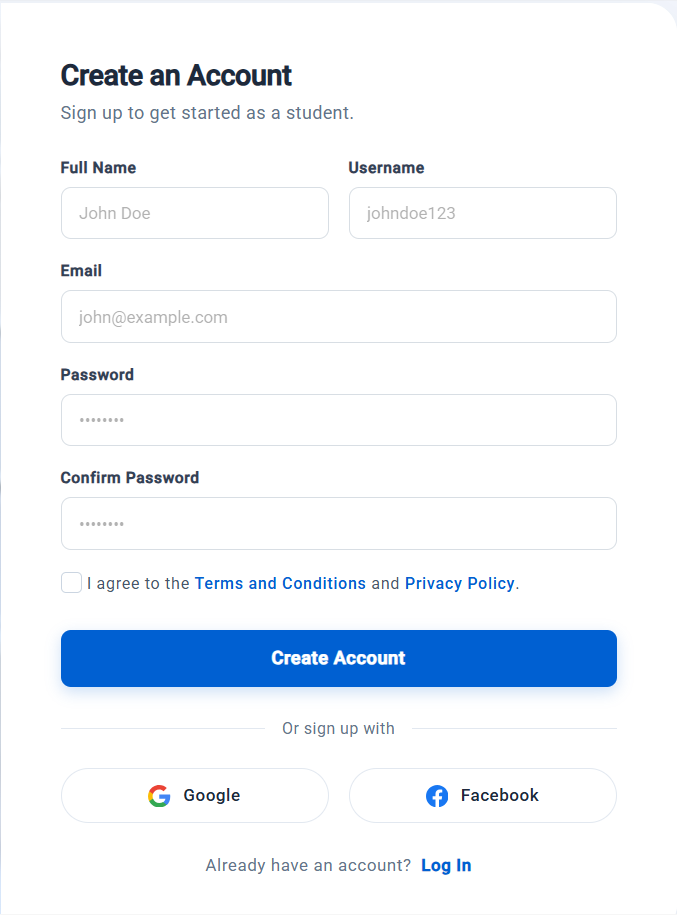 Create an Account
Sign up to get started as a student.
Full Name Username
John Doe johndoe123
Email
john@example.com
Password
••••••••
Confirm Password
••••••••
I agree to the Terms and Conditions and Privacy Policy.
Create Account
Or sign up with
Google Facebook
Already have an account? Log In